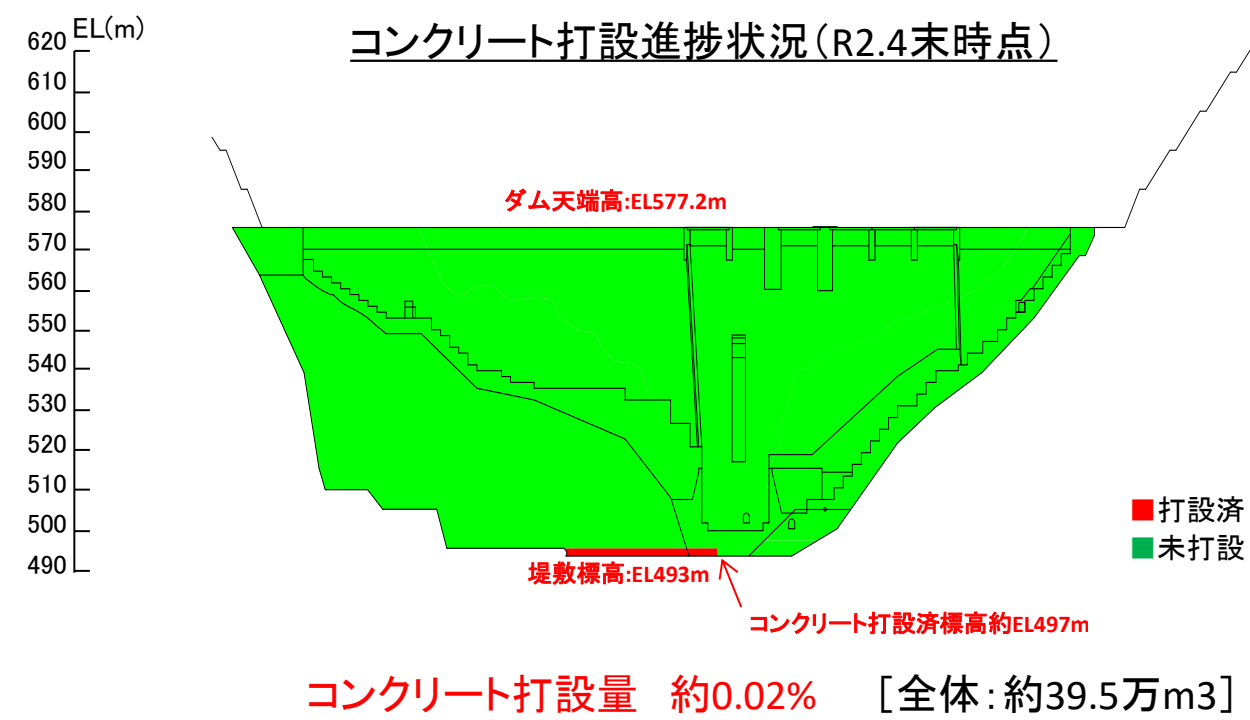 EL(m)
コンクリート打設進捗状況（R2.4末時点）
620
610
600
590
580
570
560
550
540
530
520
510
500
490
ダム天端高:EL577.2m
打設済
未打設
堤敷標高:EL493m
コンクリート打設済標高約EL497m
コンクリート打設量　約0.02%　［全体：約39.5万m3］